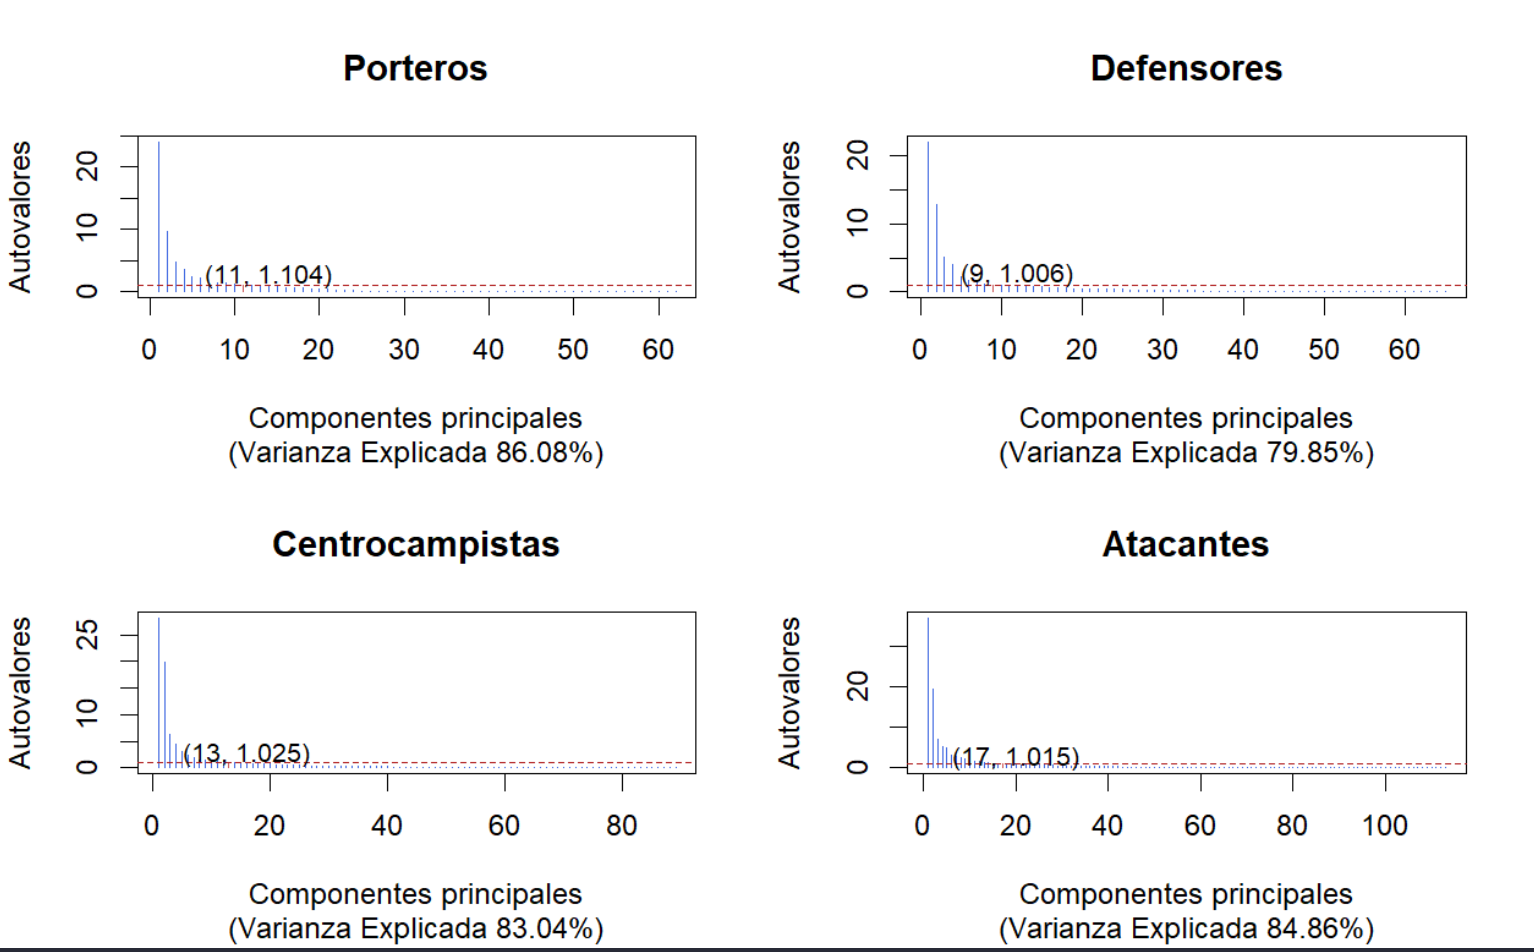 Porteros
Autovalores
20
10
0
(11, 1.104)
0 10 20 30 40 50 60
Componentes principales
(Varianza Explicada 86.08%)
Defensores
Autovalores
20
10
0
(9, 1.006)
0 10 20 30 40 50 60
Componentes principales
(Varianza Explicada 79.85%)
Centrocampistas
Autovalores
25
10
0
(13, 1.025)
0 20 40 60 80
Componentes principales
(Varianza Explicada 83.04%)
Atacantes
Autovalores
20
0
(17, 1.015)
0 20 40 60 80 100
Componentes principales
(Varianza Explicada 84.86%)